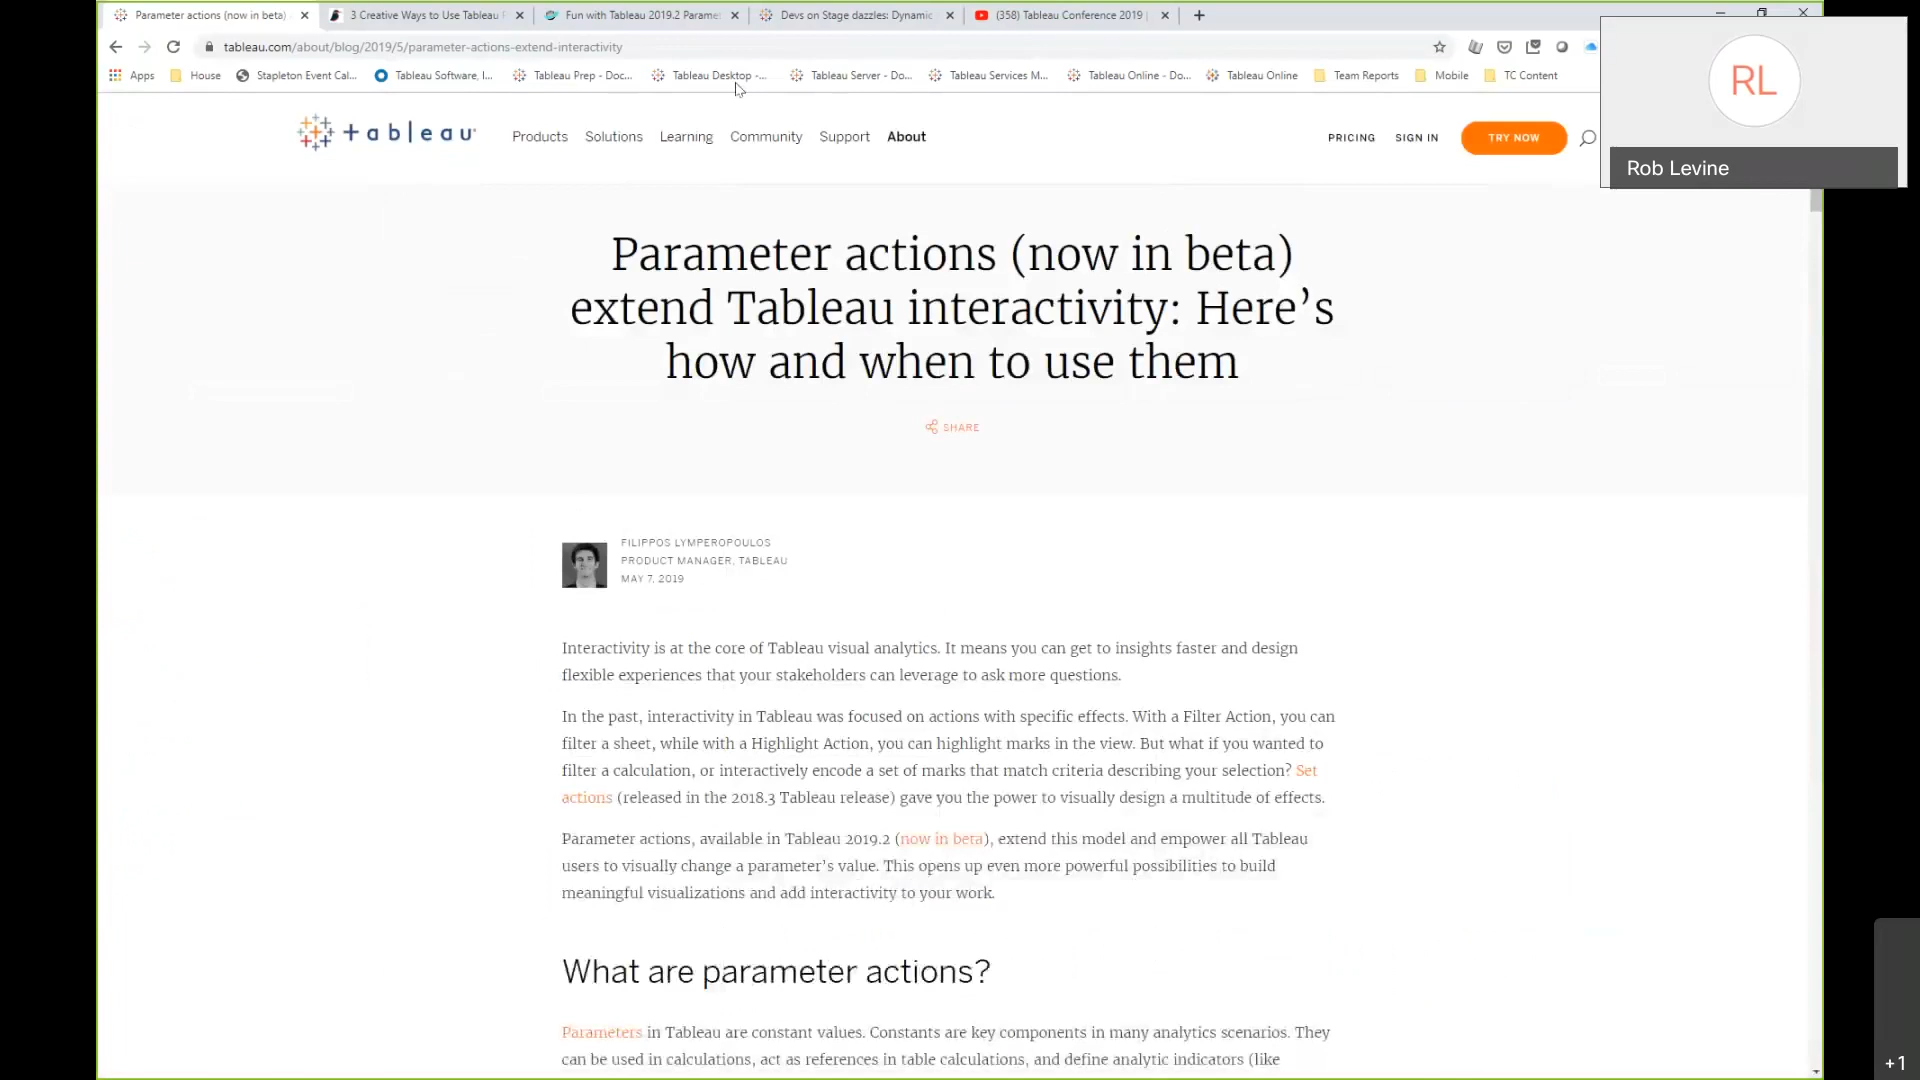 Parameter actions (now in beta)
3 Creative Ways to Use Tableau
Fun with Tableau 2019.2 Parame
Devs on Stage dazzles: Dynamic
(358) Tableau Conference 2019
tableau.com/about/blog/2019/5/parameter-actions-extend-interactivity
Apps
House
Stapleton Event Cal...
Tableau Software, I...
Tableau Prep - Doc...
Tableau Desktop -...
Tableau Server - Do...
Tableau Services M...
Tableau Online - Do...
Tableau Online
Team Reports
Mobile
TC Content
RL
Rob Levine
+ableau
Products
Solutions
Learning
Community
Support
About
PRICING
SIGN IN
TRY NOW
Parameter actions (now in beta)
extend Tableau interactivity: Here's
how and when to use them
SHARE
FILIPPOS LYMPEROPOULOS
PRODUCT MANAGER, TABLEAU
MAY 7, 2019
Interactivity is at the core of Tableau visual analytics. It means you can get to insights faster and design
flexible experiences that your stakeholders can leverage to ask more questions.
In the past, interactivity in Tableau was focused on actions with specific effects. With a Filter Action, you can
filter a sheet, while with a Highlight Action, you can highlight marks in the view. But what if you wanted to
filter a calculation, or interactively encode a set of marks that match criteria describing your selection? Set
actions (released in the 2018.3 Tableau release) gave you the power to visually design a multitude of effects.
Parameter actions, available in Tableau 2019.2 (now in beta), extend this model and empower all Tableau
users to visually change a parameter's value. This opens up even more powerful possibilities to build
meaningful visualizations and add interactivity to your work.
What are parameter actions?
Parameters in Tableau are constant values. Constants are key components in many analytics scenarios. They
can be used in calculations, act as references in table calculations, and define analytic indicators (like
+1